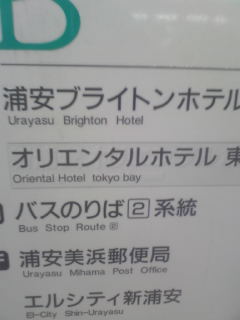 B
浦安ブライトンホテル
Urayasu Brighton Hotel
オリエンタルホテル 東
Oriental Hotel tokyo bay
バスのりば2系統
Bus Stop Route ②
浦安美浜郵便局
Urayasu Mihama Post Office
エルシティ新浦安
El-City Shin-Urayasu